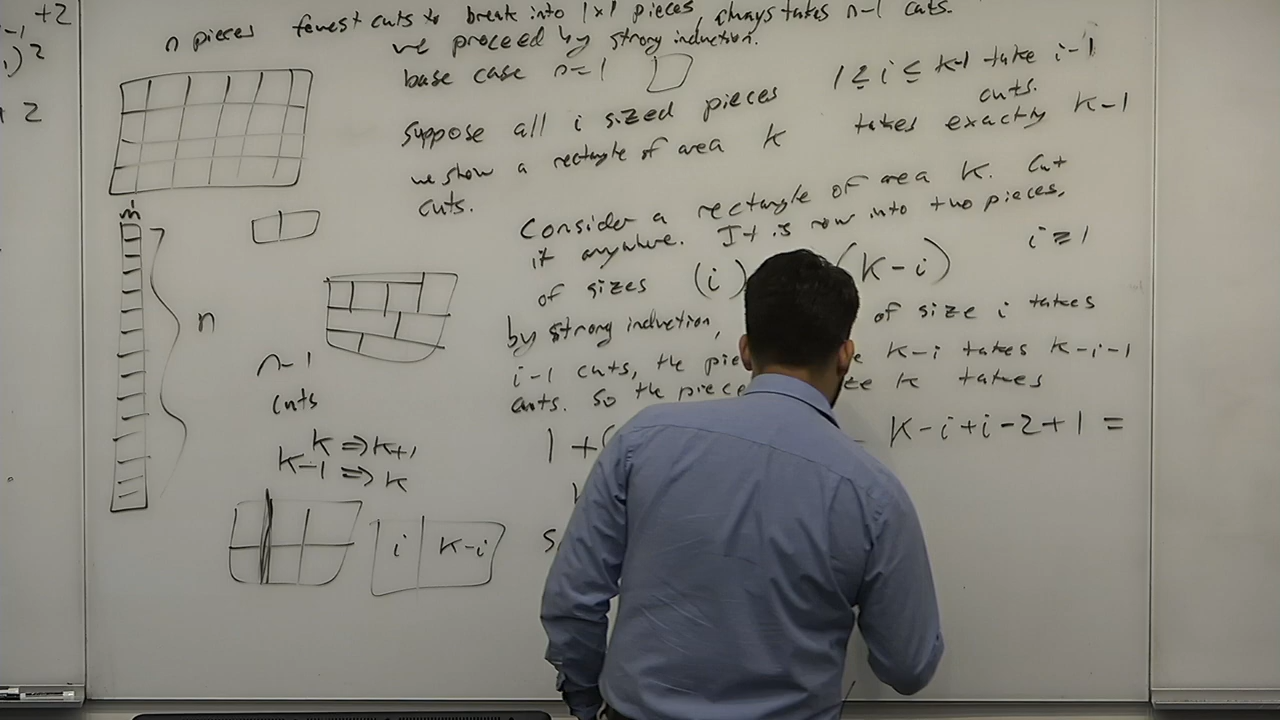 -1 +2
i) 2
+ 2
n pieces fewest cuts to break into 1x1 pieces, always takes n-1 cuts.
we proceed by strong induction.
base case n=1
suppose all i sized pieces 1 ≤ i ≤ k-1 take i-1 cuts.
we show a rectangle of area k takes exactly k-1
cuts.
Consider a rectangle of area k. Cut
it anywhere. It is now into two pieces,
of sizes (i) (k-i) i≥1
by strong induction, of size i takes
i-1 cuts, the k-i takes k-i-1
cuts. So the piece k takes
1 + ( k-i+i-2+1 =
m
n
n-1
cuts
k ⇒ k+1
k-1 ⇒ k
i k-i